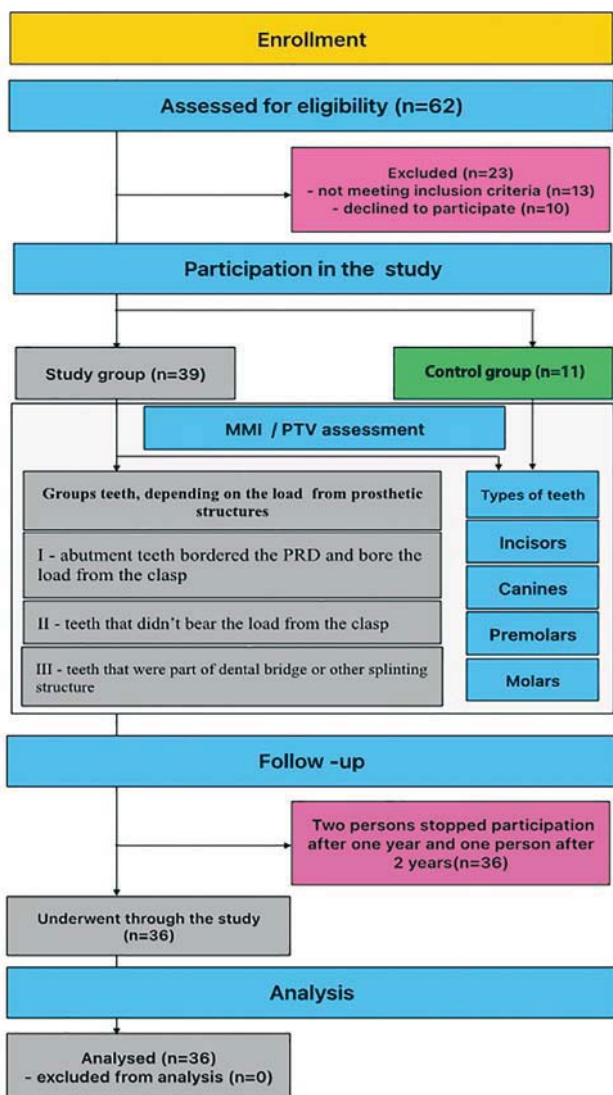 Enrollment
Assessed for eligibility (n=62)
Excluded (n=23)
- not meeting inclusion criteria (n=13)
- declined to participate (n=10)
Participation in the study
Study group (n=39)
Control group (n=11)
MMI / PTV assessment
Groups teeth, depending on the load from prosthetic
structures
I - abutment teeth bordered the PRD and bore the
load from the clasp
II - teeth that didn't bear the load from the clasp
III - teeth that were part of dental bridge or other splinting
structure
Types of teeth
Incisors
Canines
Premolars
Molars
Follow -up
Two persons stopped participation
after one year and one person after
2 years(n=36)
Underwent through the study
(n=36)
Analysis
Analysed (n=36)
- excluded from analysis (n=0)